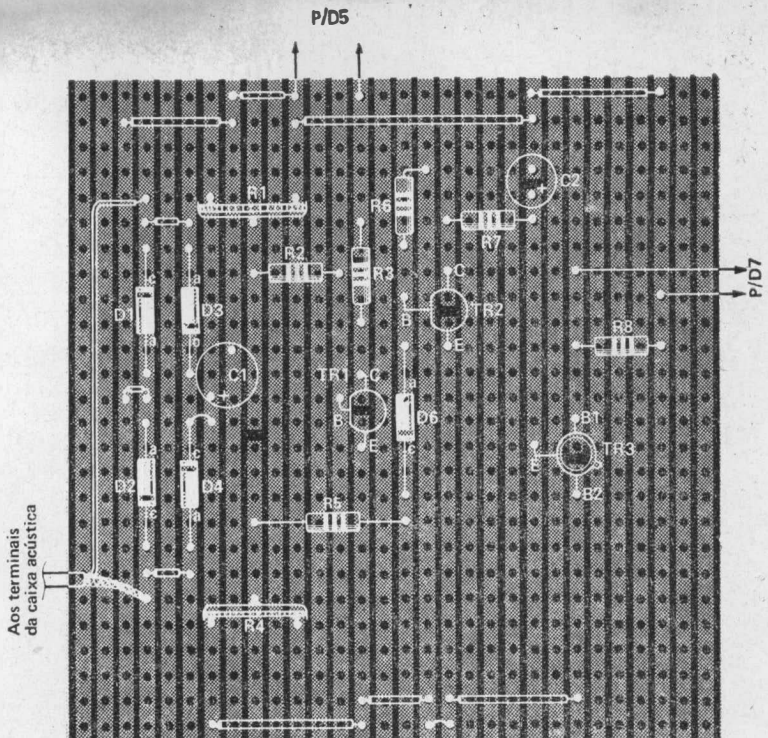 P/D5
R1
C2
R6
R7
R2
R3
c
a
C
P/D7
D1
D3
B
TR2
R8
a
b
E
C1
TR1
C
a
+
B
D6
B1
E
TR3
a
c
E
D2
D4
c
B2
c
a
R5
Aos terminais
da caixa acústica
R4